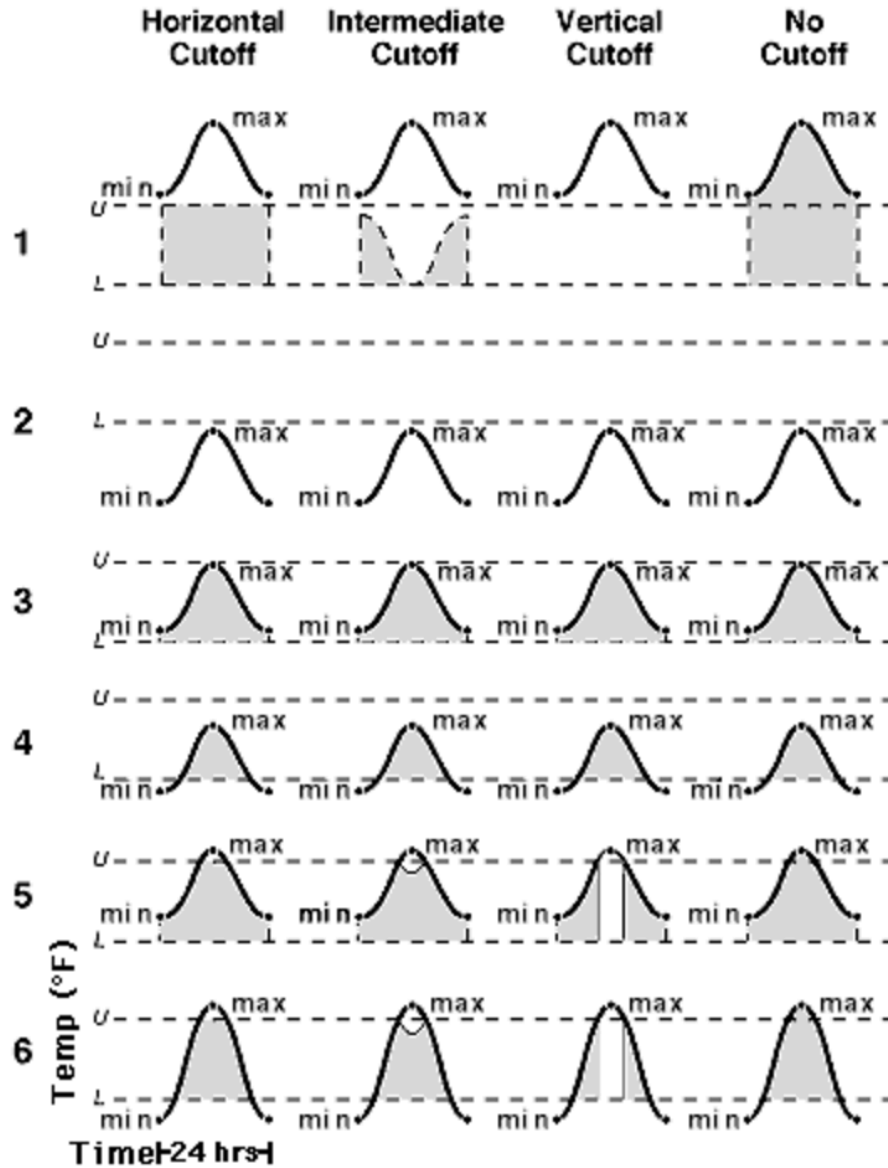 Horizontal Intermediate Vertical No
Cutoff Cutoff Cutoff Cutoff
max max max max
min min min min
U
1
L
U
2
L
max max max max
min min min min
U
max max max max
3
min min min min
L
U
max max max max
4
L
min min min min
max max max max
U
5
min min min min
L
max max max max
U
6
L
min min min min
Temp (°F)
Time 24 hrs